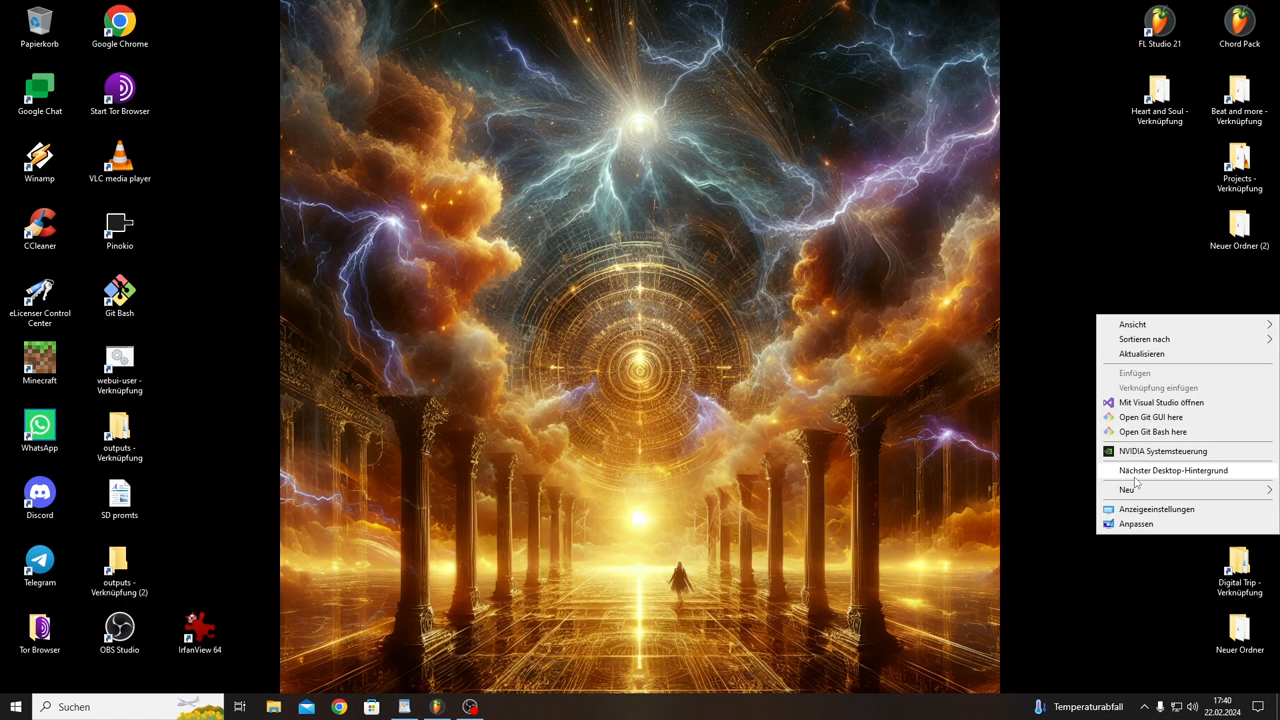 Papierkorb
Google Chrome
Google Chat
Start Tor Browser
Winamp
VLC media player
CCleaner
Pinokio
eLicenser Control
Center
Git Bash
Minecraft
webui-user -
Verknüpfung
WhatsApp
outputs -
Verknüpfung
Discord
SD promts
Telegram
outputs -
Verknüpfung (2)
Tor Browser
OBS Studio
IrfanView 64
FL Studio 21
Chord Pack
Heart and Soul -
Verknüpfung
Beat and more -
Verknüpfung
Projects -
Verknüpfung
Neuer Ordner (2)
Ansicht
Sortieren nach
Aktualisieren
Einfügen
Verknüpfung einfügen
Mit Visual Studio öffnen
Open Git GUI here
Open Git Bash here
NVIDIA Systemsteuerung
Nächster Desktop-Hintergrund
Neu
Anzeigeeinstellungen
Anpassen
Digital Trip -
Verknüpfung
Neuer Ordner
Suchen
Temperaturabfall
17:40
22.02.2024